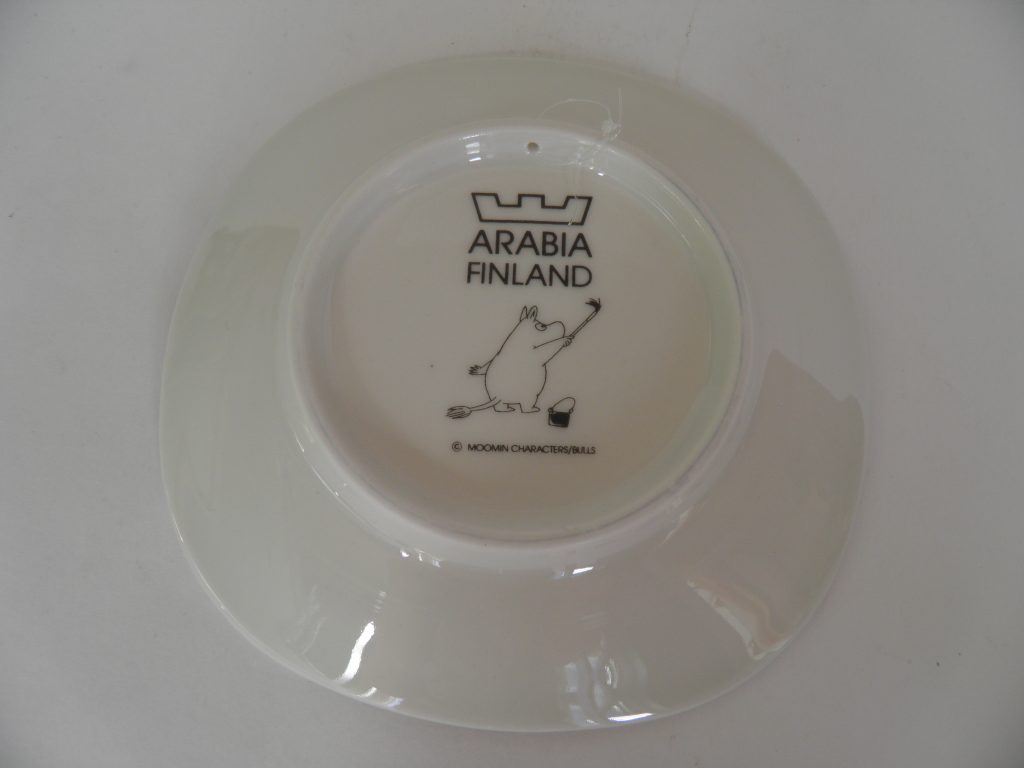 ARABIA
FINLAND
© MOOMIN CHARACTERS/BULLS